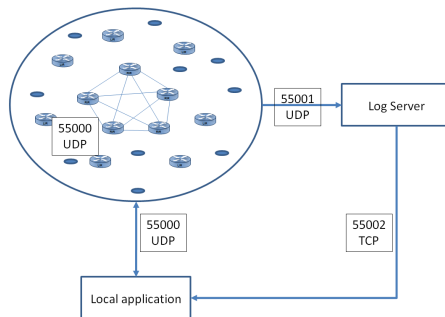 55001
UDP
Log Server
55000
UDP
55000
UDP
55002
TCP
Local application